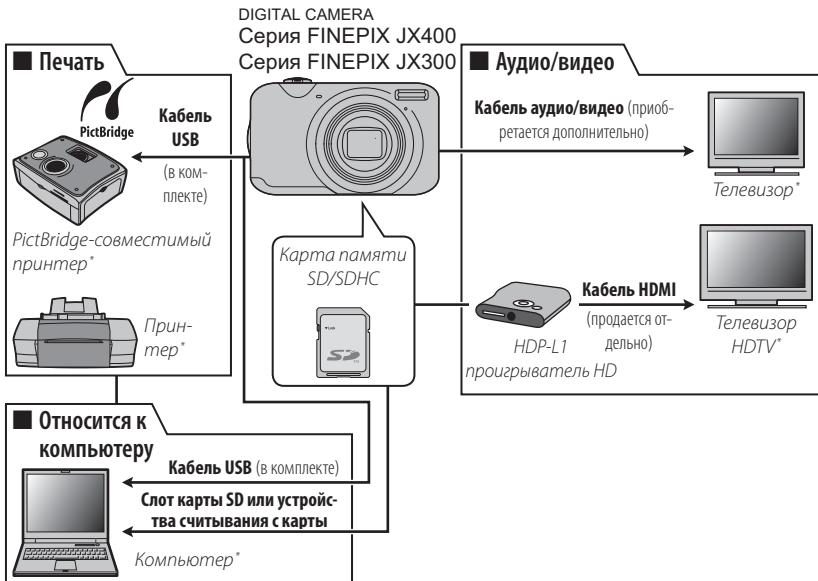 DIGITAL CAMERA
Серия FINEPIX JX400
Серия FINEPIX JX300
■ Печать
PictBridge
Кабель
USB
(в ком-
плекте)
PictBridge-совместимый
принтер*
Прин-
тер*
■ Аудио/видео
Кабель аудио/видео (приоб-
ретается дополнительно)
Телевизор*
Карта памяти
SD/SDHC
Lock
SD
HDP-L1
проигрыватель HD
Кабель HDMI
(продается от-
дельно)
Телевизор
HDTV*
■ Относится к
компьютеру
Кабель USB (в комплекте)
Слот карты SD или устройс-
тва считывания с карты
Компьютер*